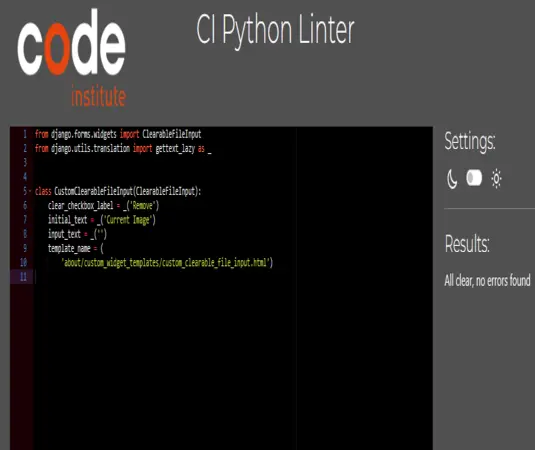 code
institute
CI Python Linter
1 from django.forms.widgets import ClearableFileInput
2 from django.utils.translation import gettext_lazy as _
3
4
5 class CustomClearableFileInput(ClearableFileInput):
6 clear_checkbox_label = _('Remove')
7 initial_text = _('Current Image')
8 input_text = _('')
9 template_name = (
10 'about/custom_widget_templates/custom_clearable_file_input.html')
11
Settings:
Results:
All clear, no errors found